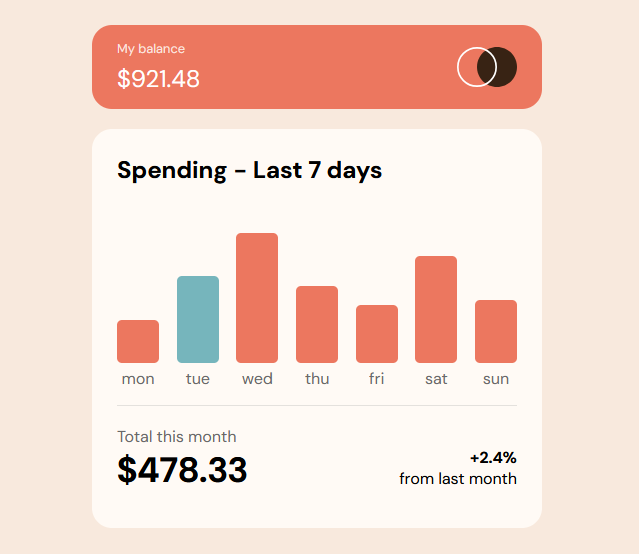 My balance
$921.48
Spending - Last 7 days
mon tue wed thu fri sat sun
Total this month
$478.33
+2.4%
from last month